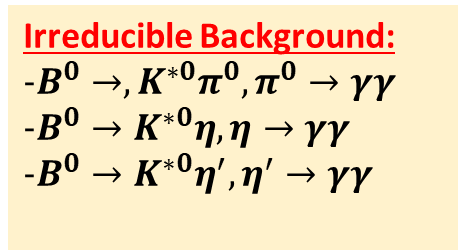 Irreducible Background:
-B⁰ →, K*⁰π⁰, π⁰ → γγ
-B⁰ → K*⁰η, η → γγ
-B⁰ → K*⁰η′, η′ → γγ